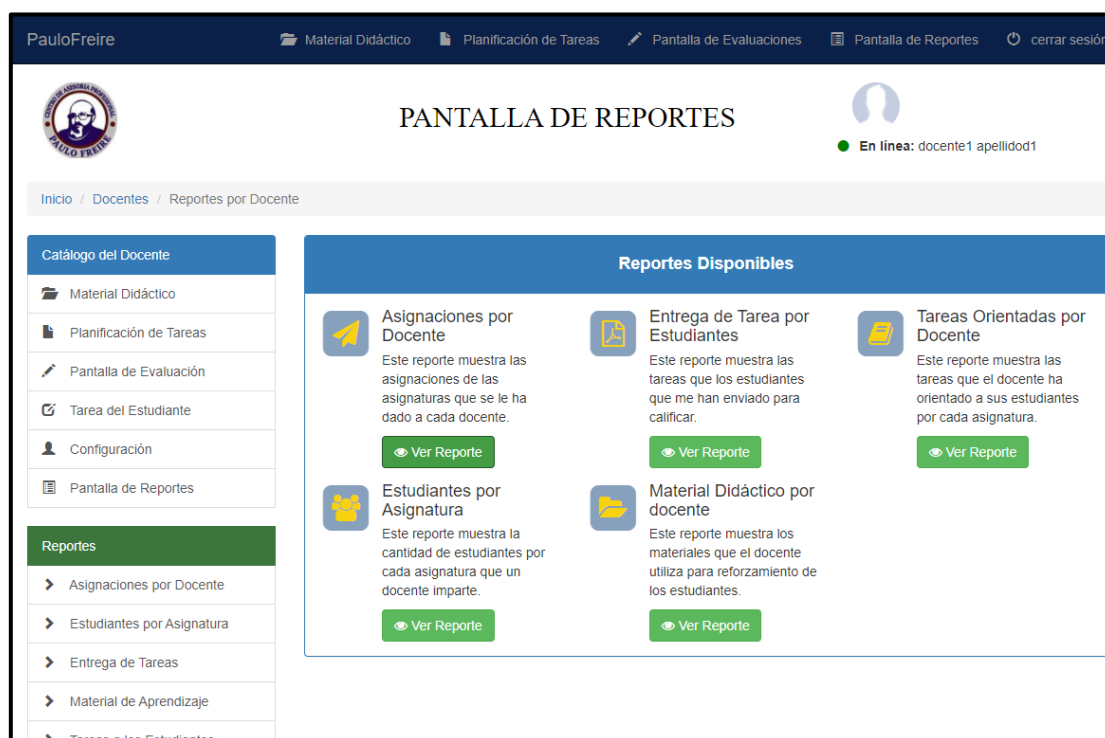 PauloFreire
Material Didáctico
Planificación de Tareas
Pantalla de Evaluaciones
Pantalla de Reportes
cerrar sesión
CENTRO DE ASESORIA PROFESIONAL
PAULO FREIRE
PANTALLA DE REPORTES
En línea: docente1 apellidod1
Inicio / Docentes / Reportes por Docente
Catálogo del Docente
Material Didáctico
Planificación de Tareas
Pantalla de Evaluación
Tarea del Estudiante
Configuración
Pantalla de Reportes
Reportes
Asignaciones por Docente
Estudiantes por Asignatura
Entrega de Tareas
Material de Aprendizaje
Reportes Disponibles
Asignaciones por
Docente
Este reporte muestra las
asignaciones de las
asignaturas que se le ha
dado a cada docente.
Ver Reporte
Entrega de Tarea por
Estudiantes
Este reporte muestra las
tareas que los estudiantes
que me han enviado para
calificar.
Ver Reporte
Tareas Orientadas por
Docente
Este reporte muestra las
tareas que el docente ha
orientado a sus estudiantes
por cada asignatura.
Ver Reporte
Estudiantes por
Asignatura
Este reporte muestra la
cantidad de estudiantes por
cada asignatura que un
docente imparte.
Ver Reporte
Material Didáctico por
docente
Este reporte muestra los
materiales que el docente
utiliza para reforzamiento de
los estudiantes.
Ver Reporte